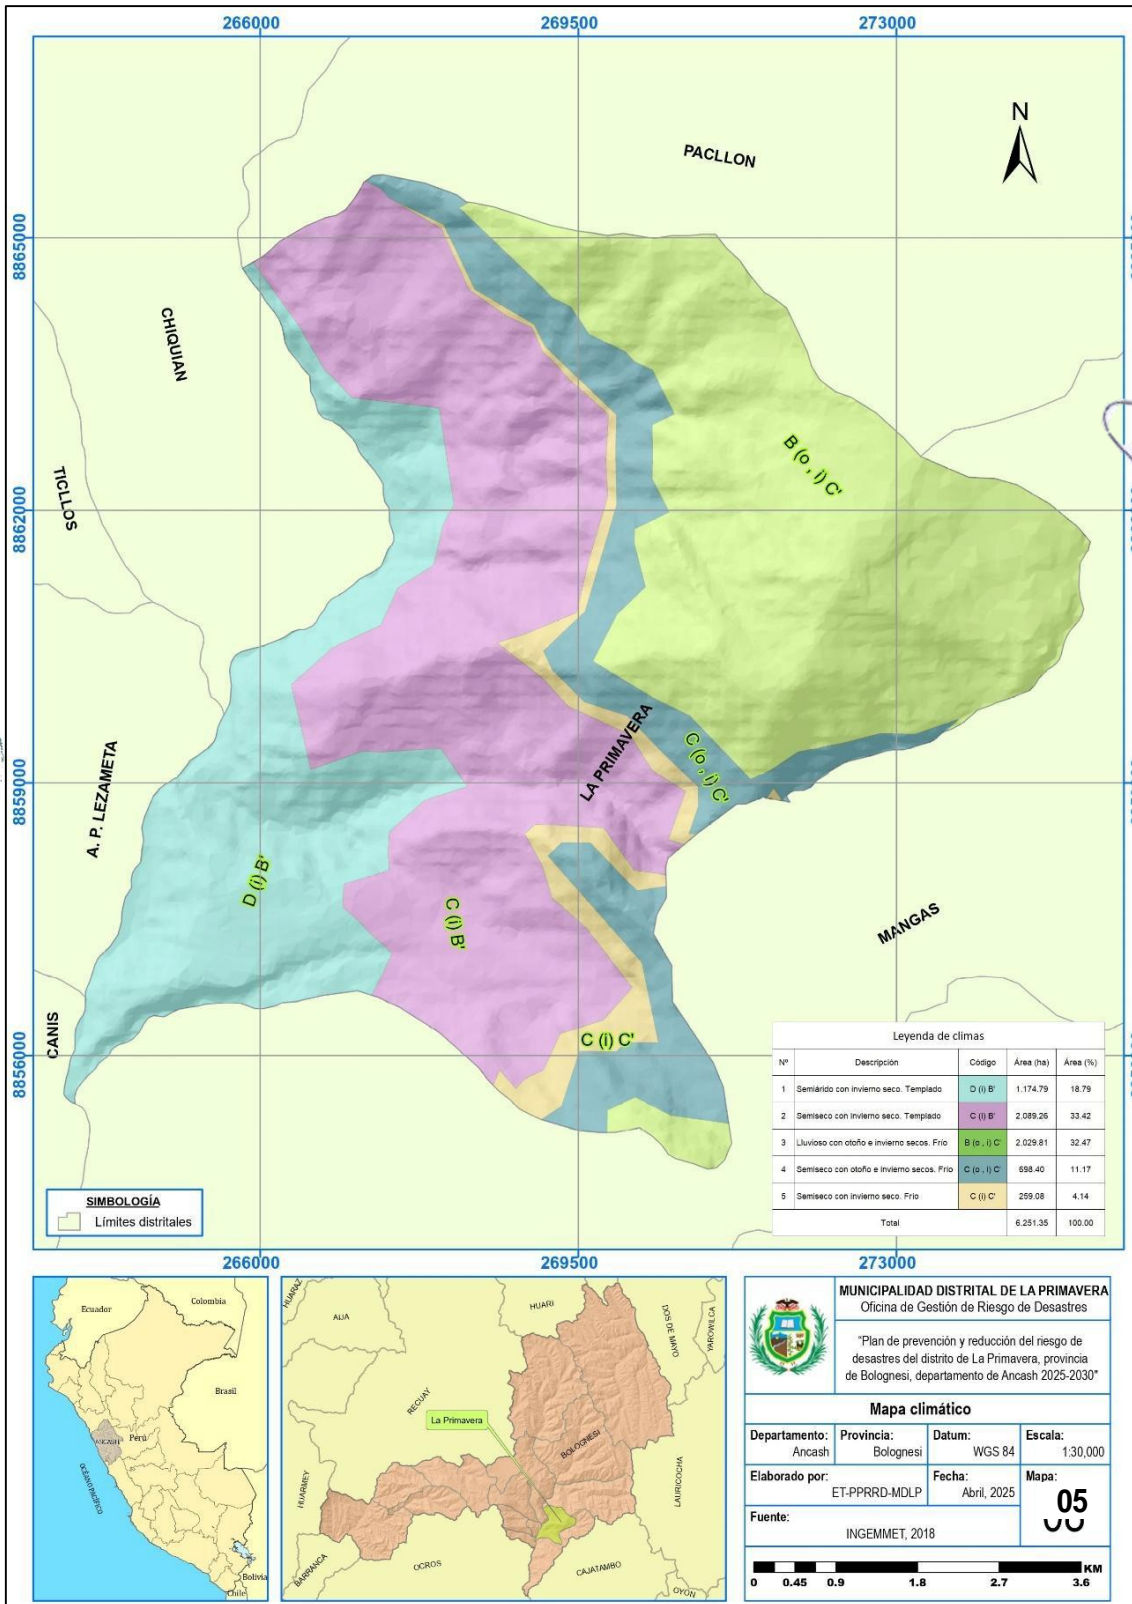 266000 269500 273000
N
PACLLON
8865000
CHIQUIAN
B (o , i) C'
TICLLOS
8862000
LA PRIMAVERA
C (o , i) C'
A. P. LEZAMETA
8859000
D (i) B'
C (i) B'
MANGAS
CANIS
C (i) C'
8856000
Leyenda de climas
N° Descripción Código Área (ha) Área (%)
1 Semiárido con invierno seco. Templado D (i) B' 1.174.79 18.79
2 Semiseco con invierno seco. Templado C (i) B' 2.089.26 33.42
3 Lluvioso con otoño e invierno secos. Frío B (o , i) C' 2.029.81 32.47
4 Semiseco con otoño e invierno secos. Frío C (o , i) C' 698.40 11.17
5 Semiseco con invierno seco. Frío C (i) C' 259.08 4.14
Total 6.251.35 100.00
SIMBOLOGÍA
Límites distritales
266000 269500 273000
Ecuador
Colombia
Brasil
ANCASH
Perú
OCÉANO PACÍFICO
Bolivia
Chile
HUARAZ
AIJA
HUARI
DOS DE MAYO
YAROWILCA
RECUAY
La Primavera
BOLOGNESI
HUARMEY
LAURICOCHA
BARRANCA
OCROS
CAJATAMBO
OYON
MUNICIPALIDAD DISTRITAL DE LA PRIMAVERA
Oficina de Gestión de Riesgo de Desastres
"Plan de prevención y reducción del riesgo de
desastres del distrito de La Primavera, provincia
de Bolognesi, departamento de Ancash 2025-2030"
Mapa climático
Departamento: Provincia: Datum: Escala:
Ancash Bolognesi WGS 84 1:30,000
Elaborado por: Fecha: Mapa:
ET-PPRRD-MDLP Abril, 2025 05
Fuente:
INGEMMET, 2018
KM
0 0.45 0.9 1.8 2.7 3.6